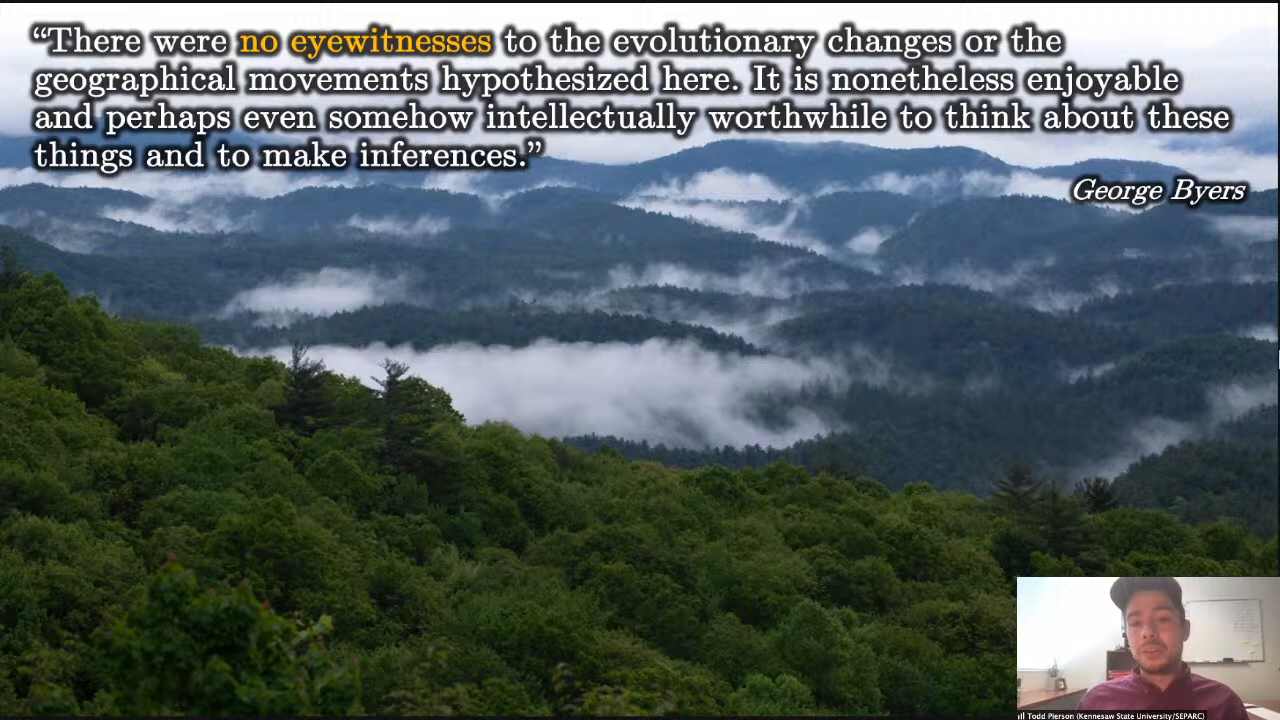 “There were no eyewitnesses to the evolutionary changes or the
geographical movements hypothesized here. It is nonetheless enjoyable
and perhaps even somehow intellectually worthwhile to think about these
things and to make inferences.”
George Byers
Todd Pierson (Kennesaw State University/SEPARC)